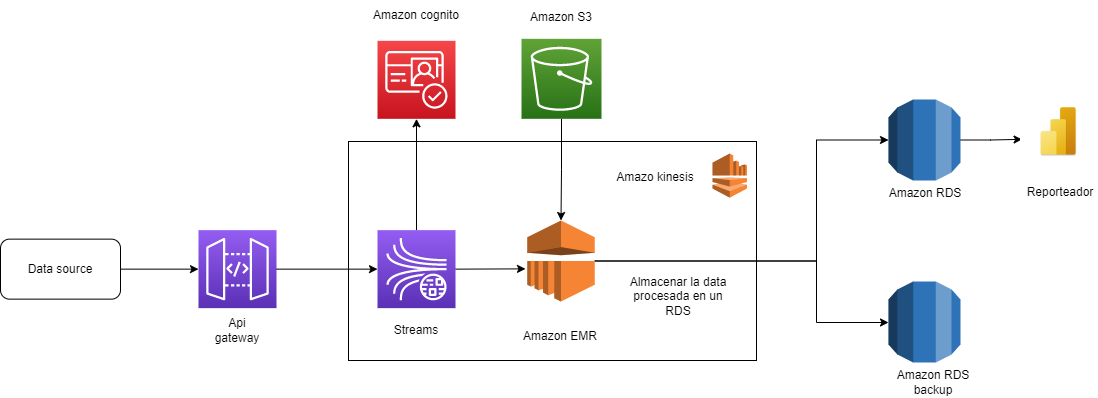 Amazon cognito
Amazon S3
Amazo kinesis
Amazon RDS
Reporteador
Data source
Almacenar la data
procesada en un
RDS
Api
gateway
Streams
Amazon EMR
Amazon RDS
backup